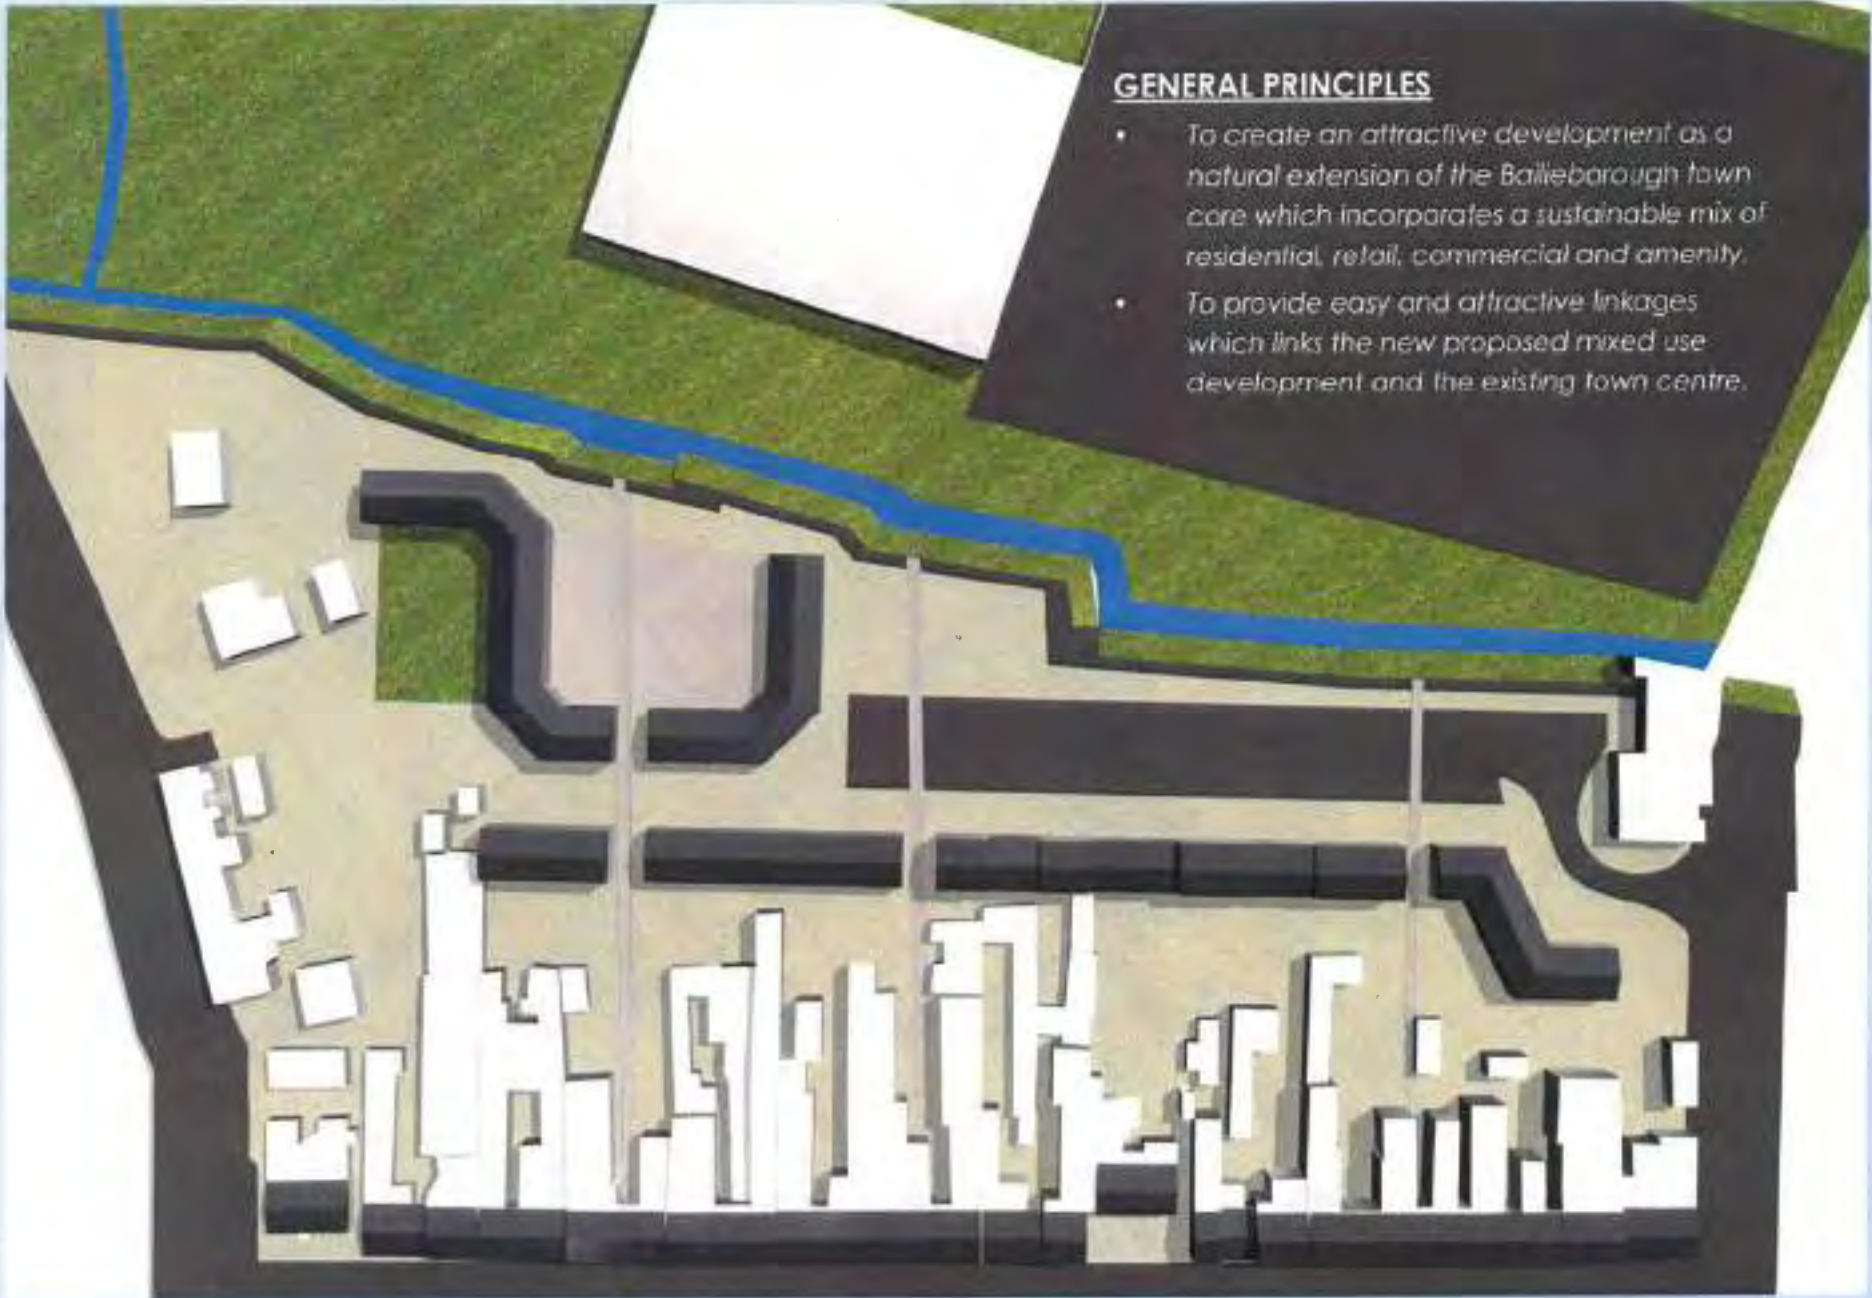 GENERAL PRINCIPLES
• To create an attractive development as a
natural extension of the Bailieborough town
core which incorporates a sustainable mix of
residential, retail, commercial and amenity.
• To provide easy and attractive linkages
which links the new proposed mixed use
development and the existing town centre.